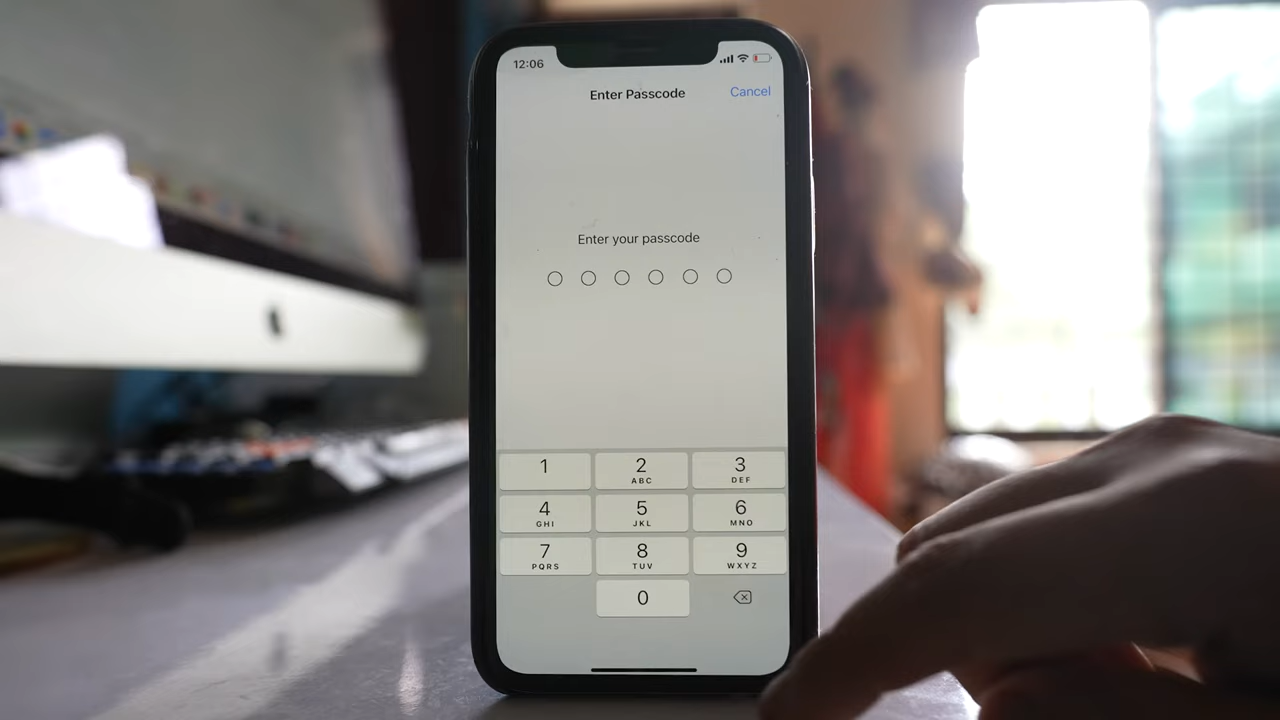 12:06
Enter Passcode
Cancel
Enter your passcode
1
2
3
ABC
DEF
4
5
6
GHI
JKL
MNO
7
8
9
PQRS
TUV
WXYZ
0